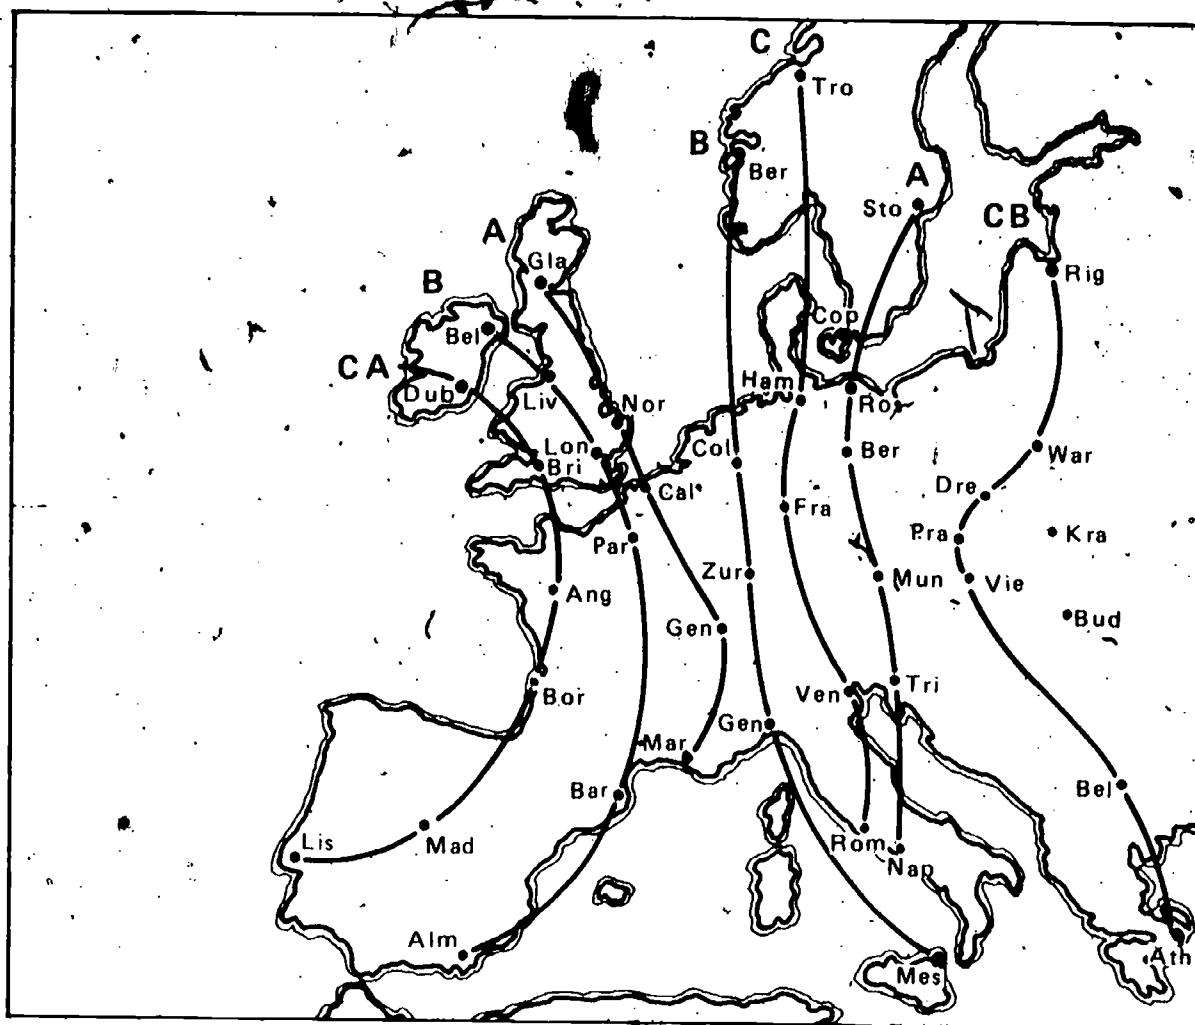 C
Tro
B
Ber
A
Sto
CB
A
Gla
Rig
B
Bel
Cop
CA
Dub
Liv
Nor
Ham
Ros
Lon
Bri
Col
Ber
War
Cal
Dre
Fra
Par
Pra
Kra
Zur
Mun
Vie
Ang
Gen
Bud
Bor
Ven
Tri
Gen
Mar
Bar
Bel
Lis
Mad
Rom
Nap
Alm
Mes
Ath